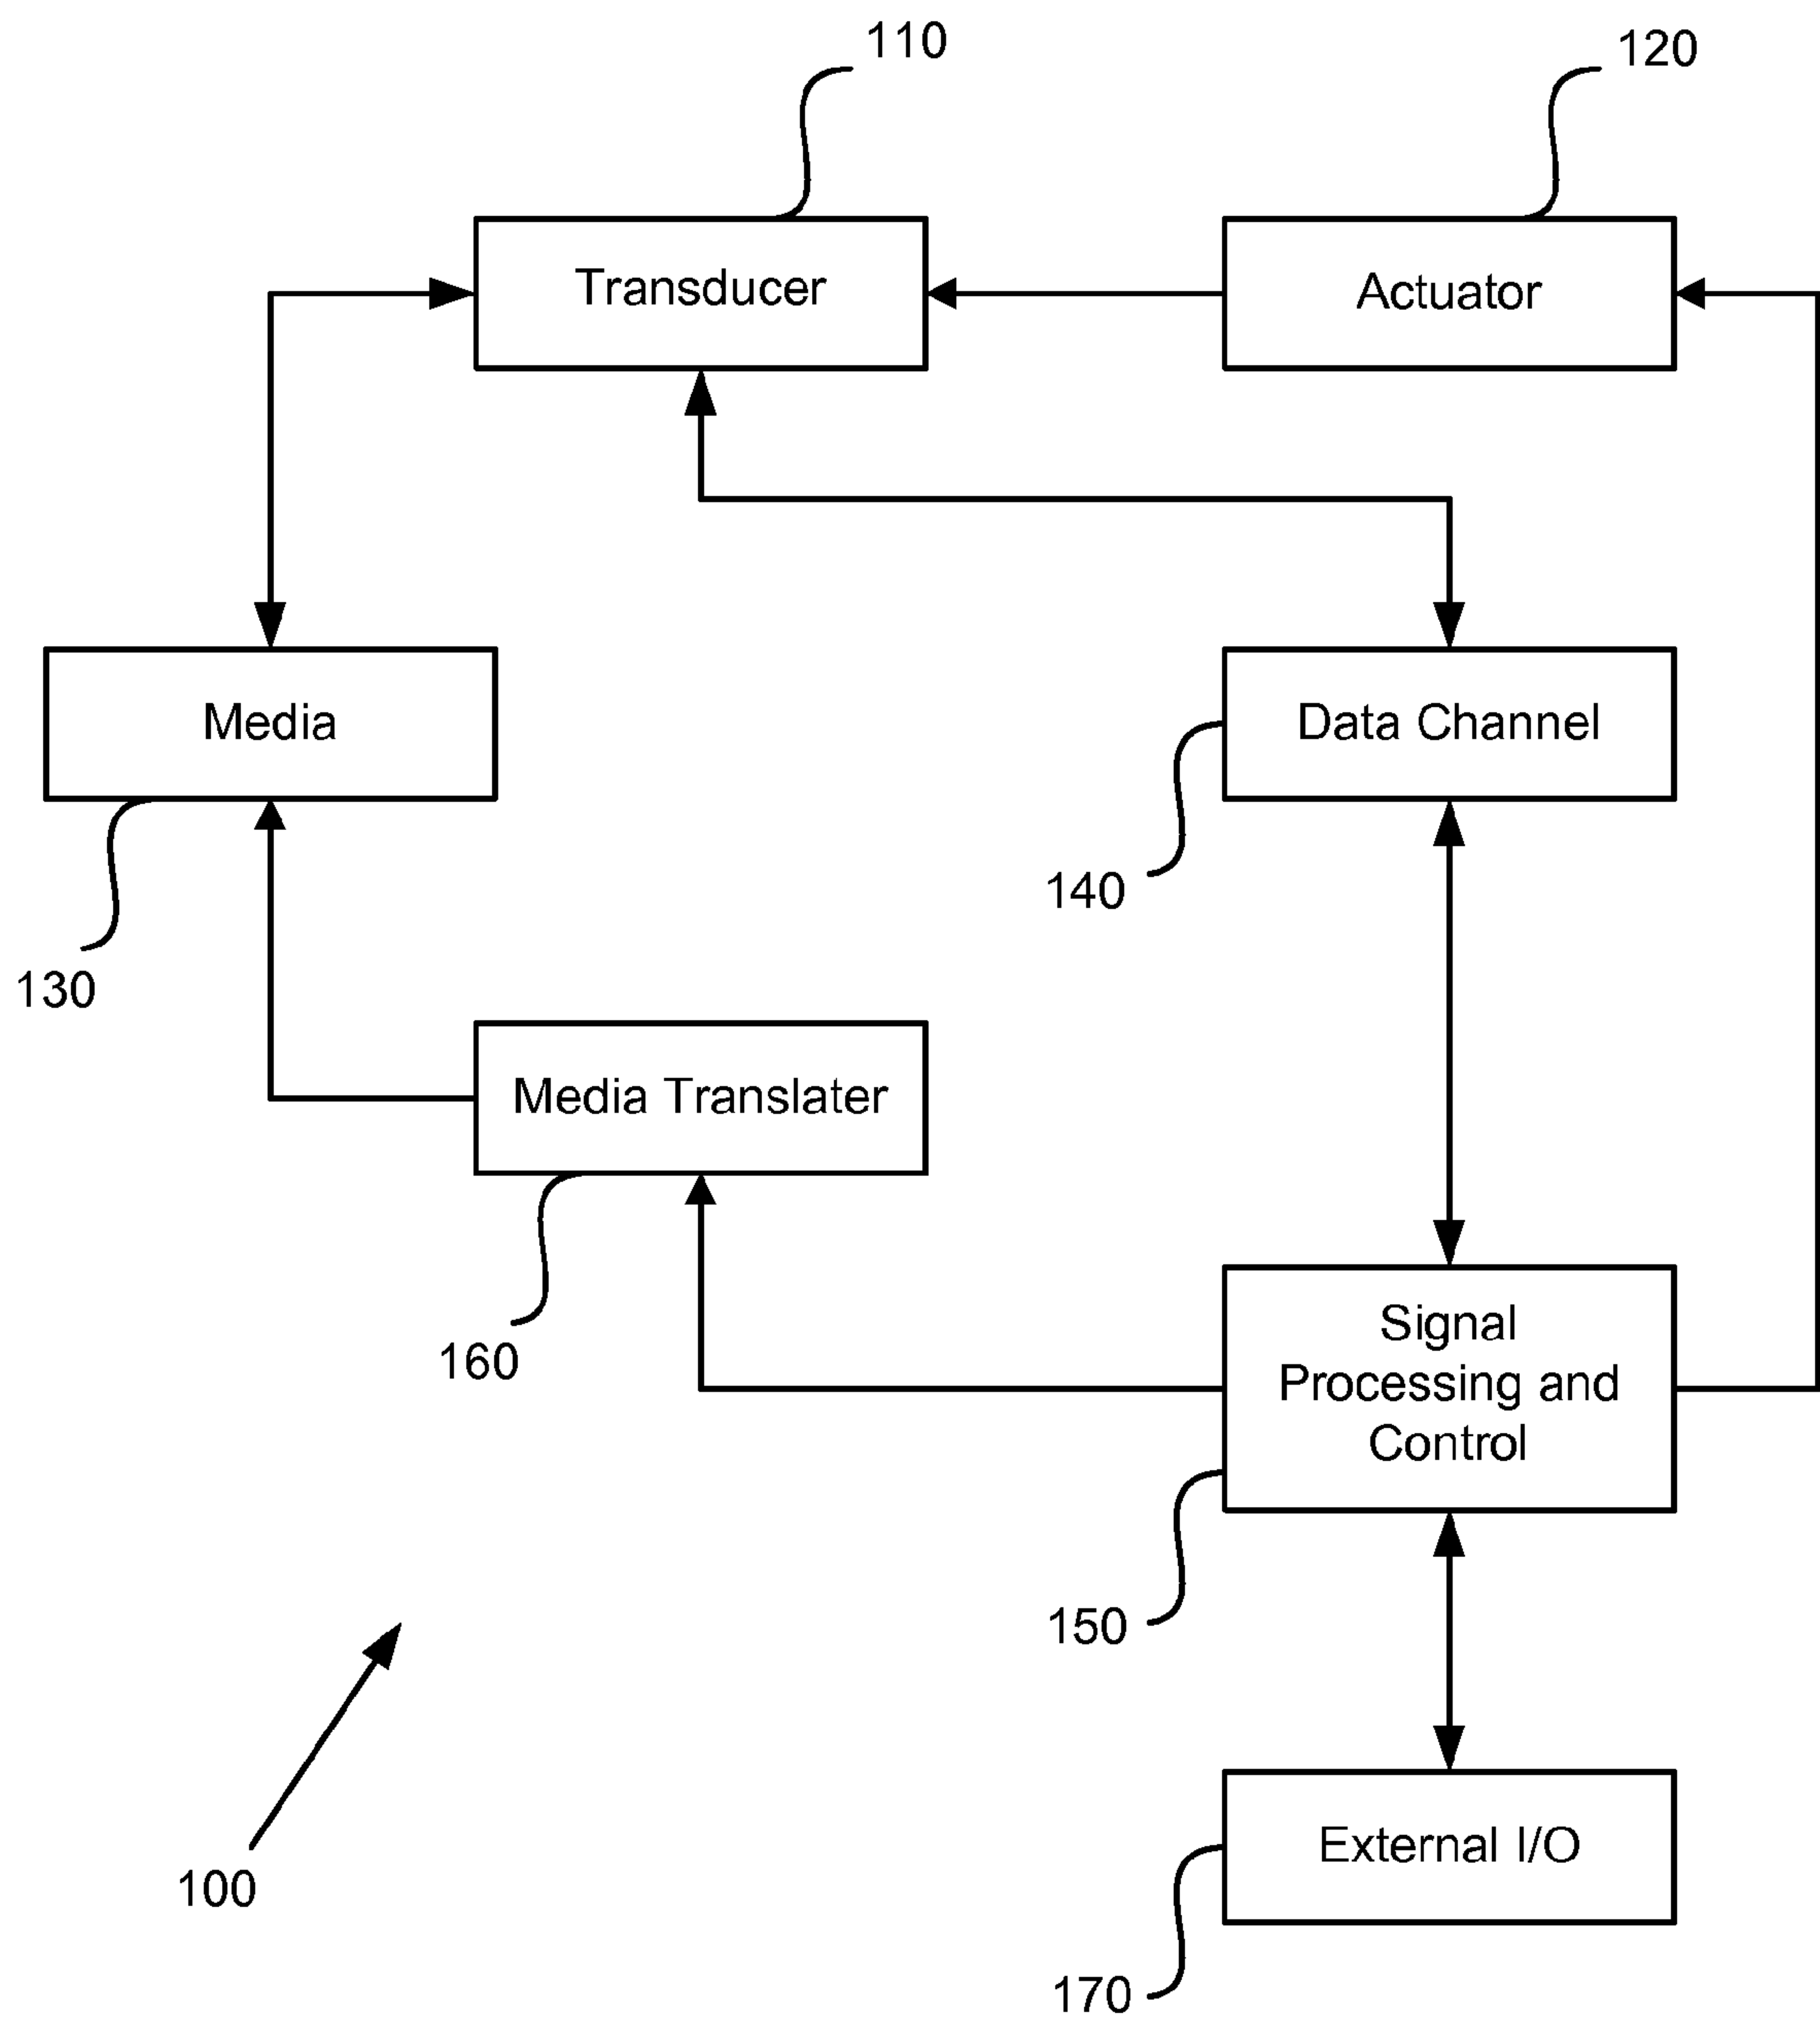 110
120
Transducer
Actuator
Media
Data Channel
140
130
Media Translater
160
Signal
Processing and
Control
150
External I/O
100
170